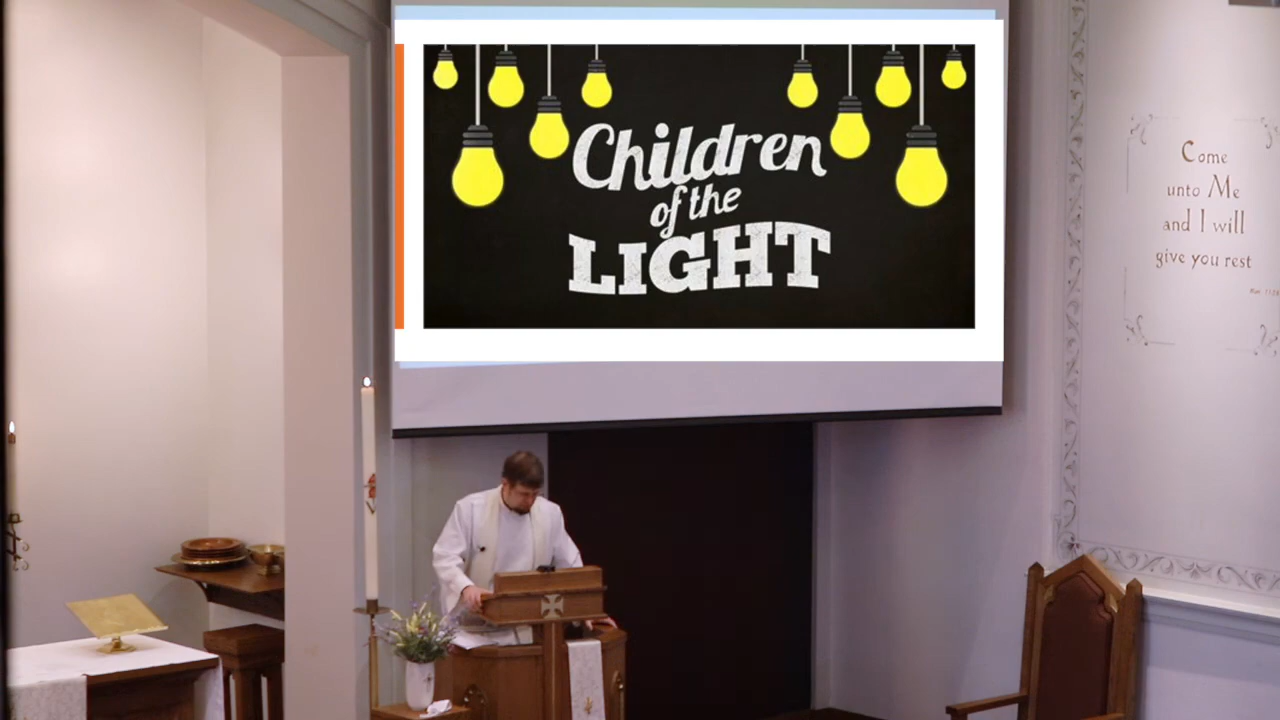 Children
of the
LIGHT
Come
unto Me
and I will
give you rest